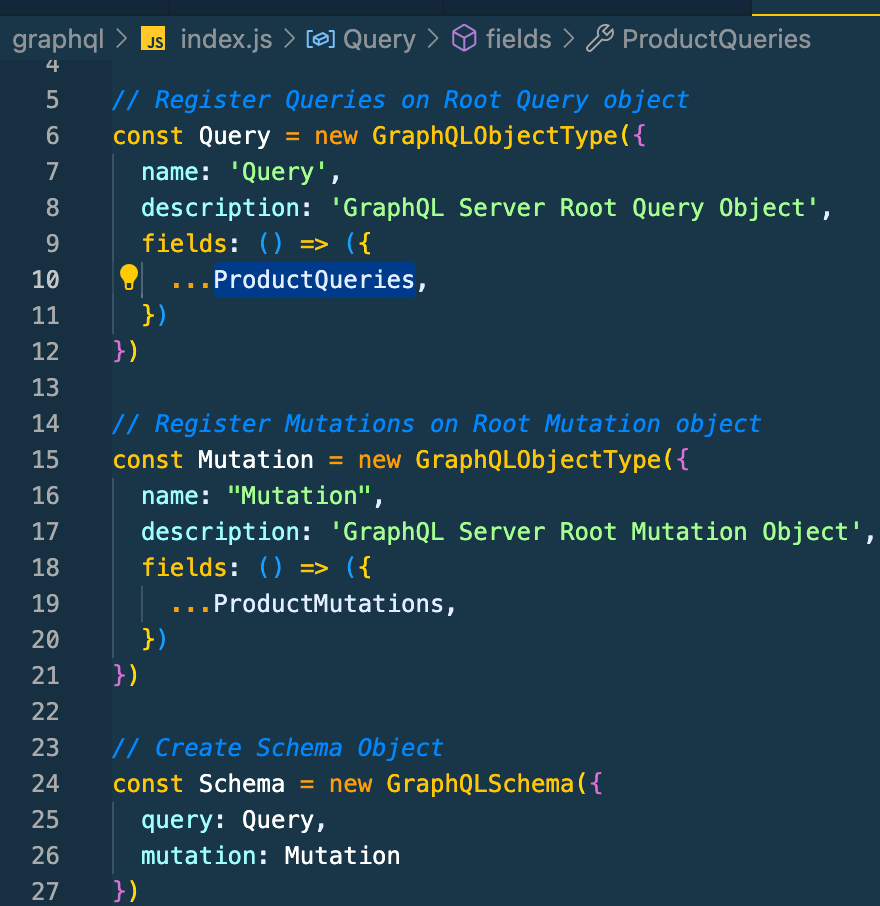 graphql > JS index.js > Query > fields > ProductQueries
4
5 // Register Queries on Root Query object
6 const Query = new GraphQLObjectType({
7   name: 'Query',
8   description: 'GraphQL Server Root Query Object',
9   fields: () => ({
10     ...ProductQueries,
11   })
12 })
13
14 // Register Mutations on Root Mutation object
15 const Mutation = new GraphQLObjectType({
16   name: "Mutation",
17   description: 'GraphQL Server Root Mutation Object',
18   fields: () => ({
19     ...ProductMutations,
20   })
21 })
22
23 // Create Schema Object
24 const Schema = new GraphQLSchema({
25   query: Query,
26   mutation: Mutation
27 })